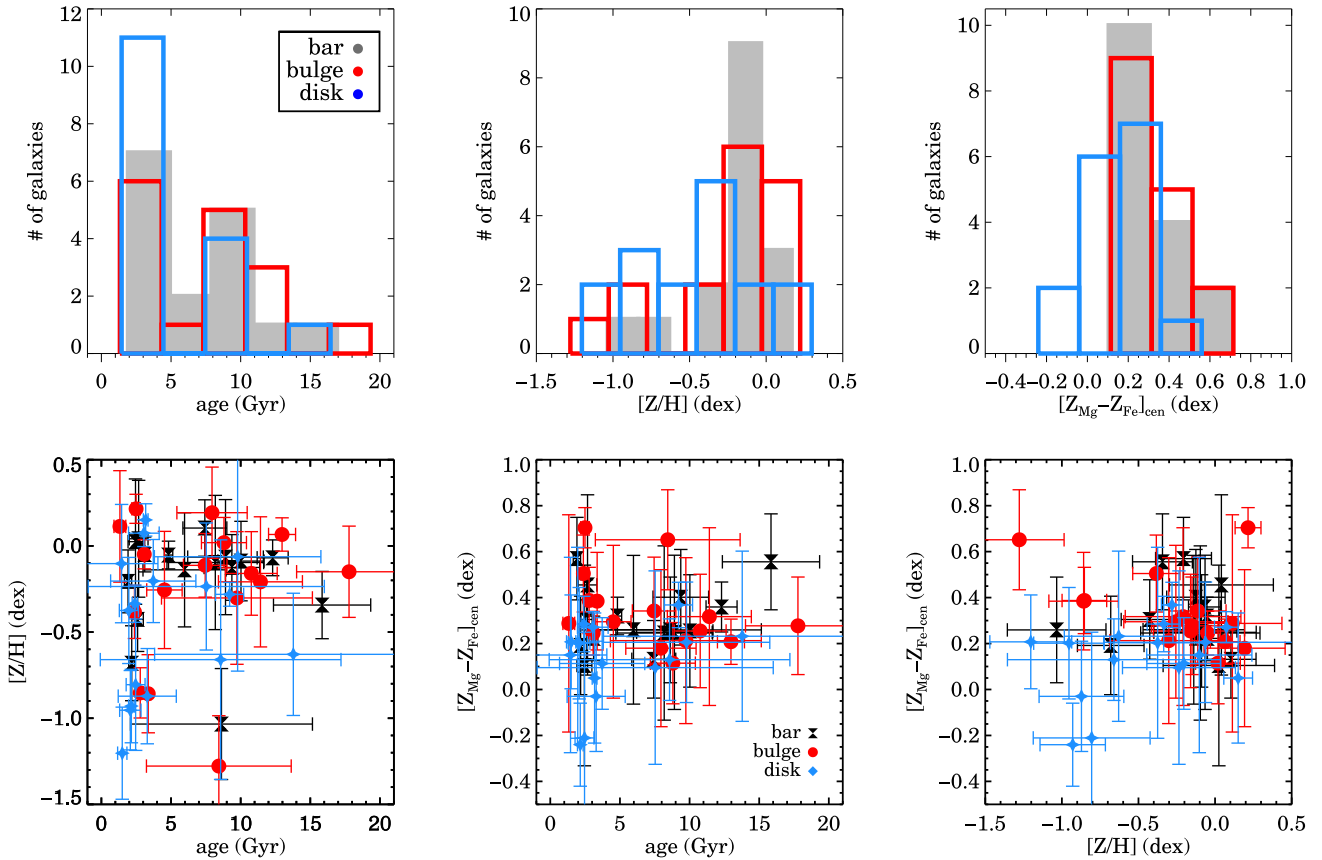 12
10
8
6
4
2
0
# of galaxies
bar
bulge
disk
0 5 10 15 20
age (Gyr)
10
8
6
4
2
0
# of galaxies
−1.5 −1.0 −0.5 0.0 0.5
[Z/H] (dex)
10
8
6
4
2
0
# of galaxies
−0.4 −0.2 0.0 0.2 0.4 0.6 0.8 1.0
[Z_Mg−Z_Fe]_cen (dex)
0.5
0.0
−0.5
−1.0
−1.5
[Z/H] (dex)
0 5 10 15 20
age (Gyr)
1.0
0.8
0.6
0.4
0.2
0.0
−0.2
−0.4
[Z_Mg−Z_Fe]_cen (dex)
bar
bulge
disk
0 5 10 15 20
age (Gyr)
1.0
0.8
0.6
0.4
0.2
0.0
−0.2
−0.4
[Z_Mg−Z_Fe]_cen (dex)
−1.5 −1.0 −0.5 0.0 0.5
[Z/H] (dex)